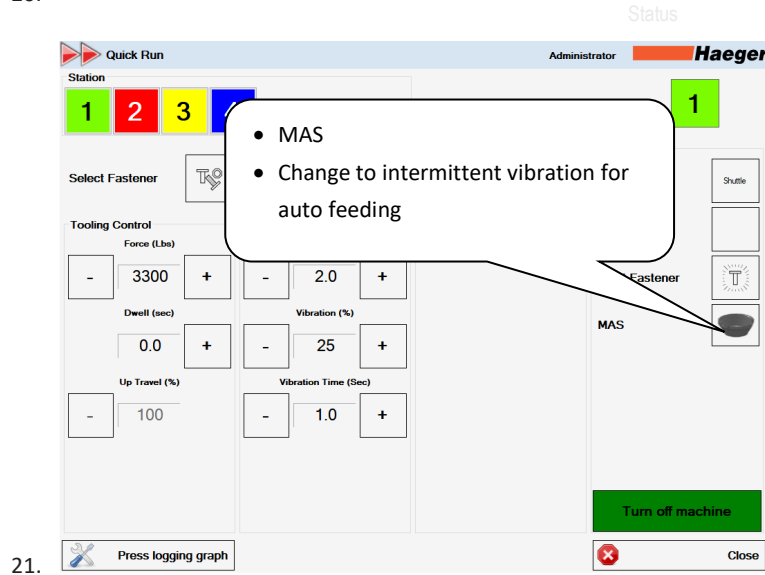 Status
Quick Run
Administrator
Haeger
Station
1 2 3
1
• MAS
• Change to intermittent vibration for
auto feeding
Select Fastener
Shuttle
Tooling Control
Force (Lbs)
- 3300 +
- 2.0 +
Fastener
Dwell (sec)
Vibration (%)
MAS
0.0 +
- 25 +
Up Travel (%)
Vibration Time (Sec)
- 100
- 1.0 +
Turn off machine
21.
Press logging graph
Close